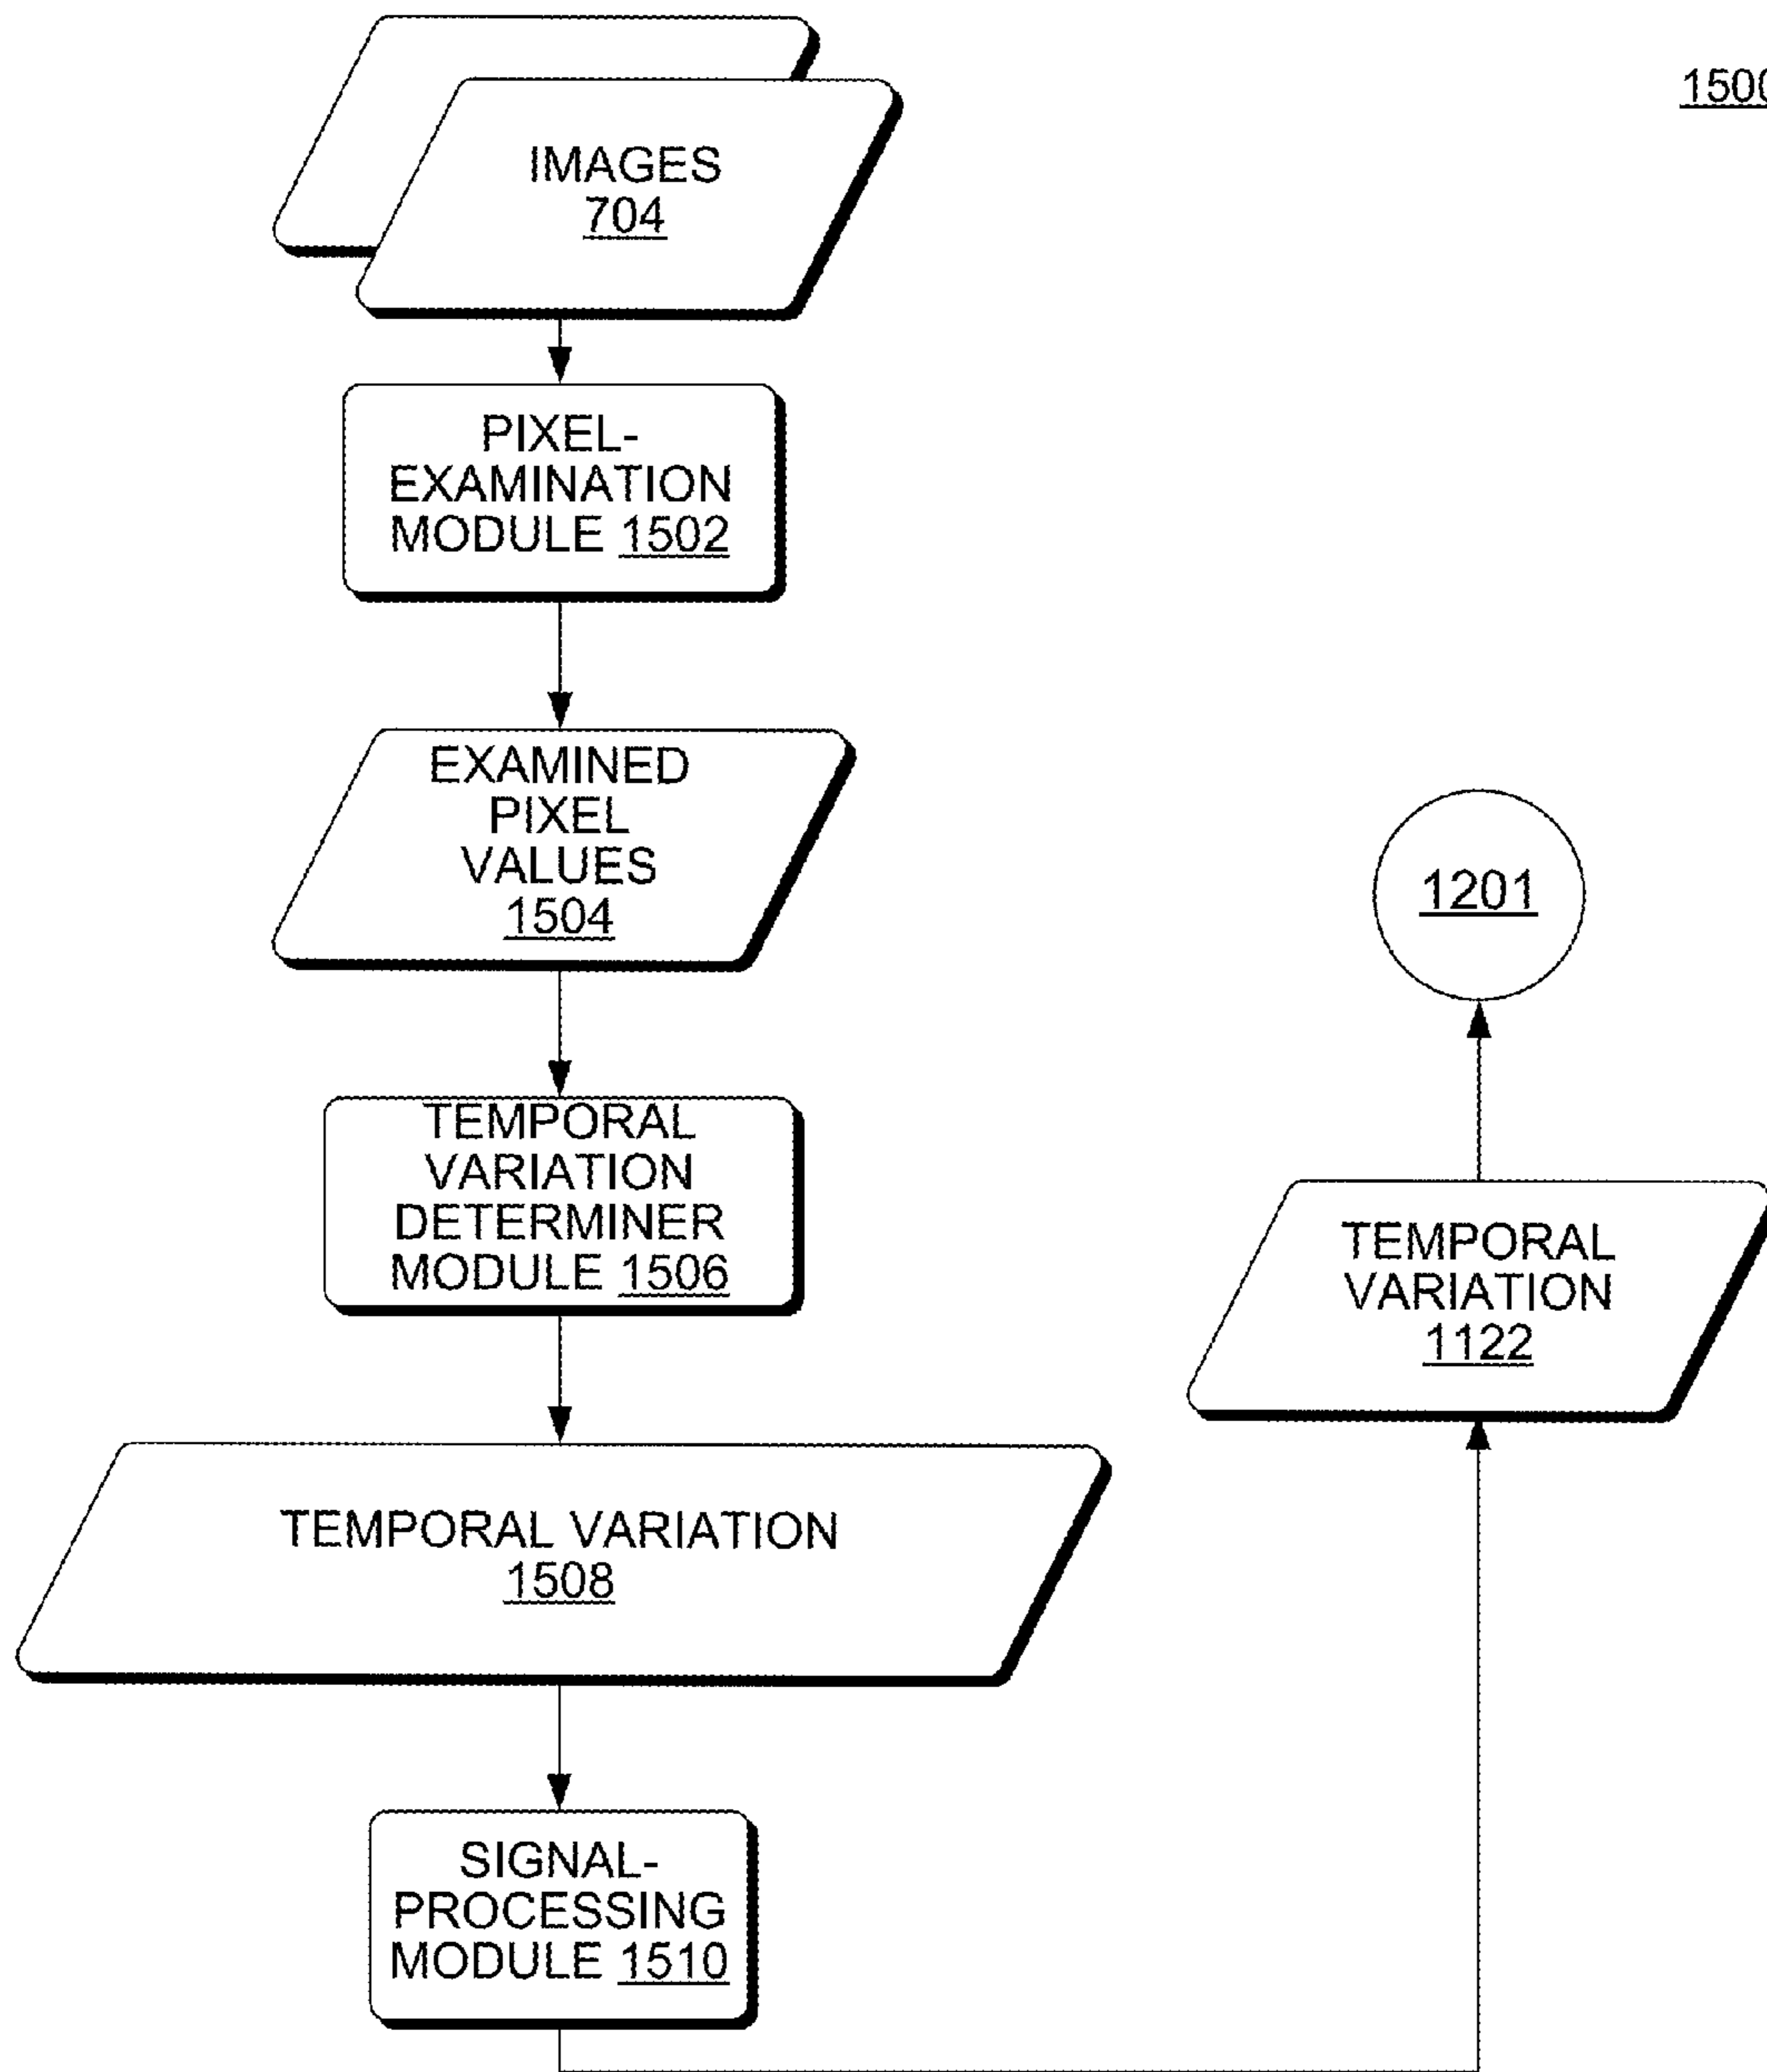 1500
IMAGES
704
PIXEL-
EXAMINATION
MODULE 1502
EXAMINED
PIXEL
VALUES
1504
TEMPORAL
VARIATION
DETERMINER
MODULE 1506
TEMPORAL VARIATION
1508
SIGNAL-
PROCESSING
MODULE 1510
TEMPORAL
VARIATION
1122
1201